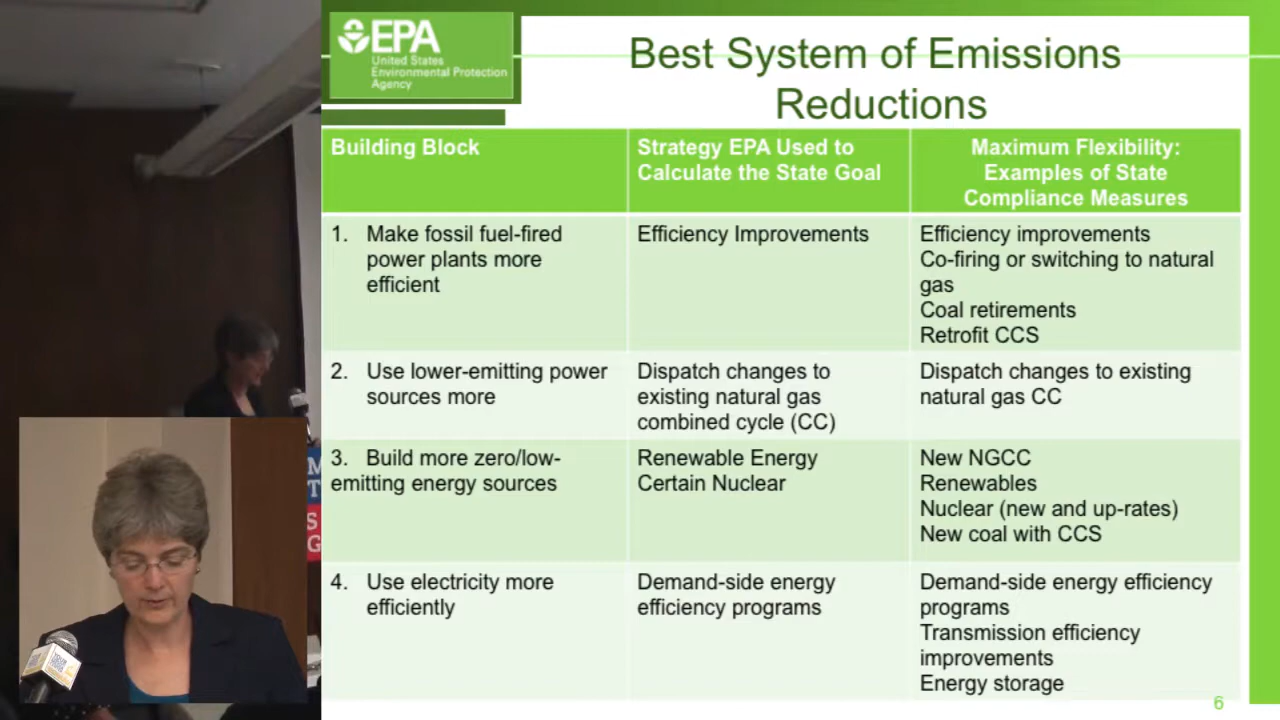 EPA
United States
Environmental Protection
Agency
Best System of Emissions
Reductions
Building Block
Strategy EPA Used to
Calculate the State Goal
Maximum Flexibility:
Examples of State
Compliance Measures
1. Make fossil fuel-fired
power plants more
efficient
Efficiency Improvements
Efficiency improvements
Co-firing or switching to natural
gas
Coal retirements
Retrofit CCS
2. Use lower-emitting power
sources more
Dispatch changes to
existing natural gas
combined cycle (CC)
Dispatch changes to existing
natural gas CC
3. Build more zero/low-
emitting energy sources
Renewable Energy
Certain Nuclear
New NGCC
Renewables
Nuclear (new and up-rates)
New coal with CCS
4. Use electricity more
efficiently
Demand-side energy
efficiency programs
Demand-side energy efficiency
programs
Transmission efficiency
improvements
Energy storage
6
M
T
S
G